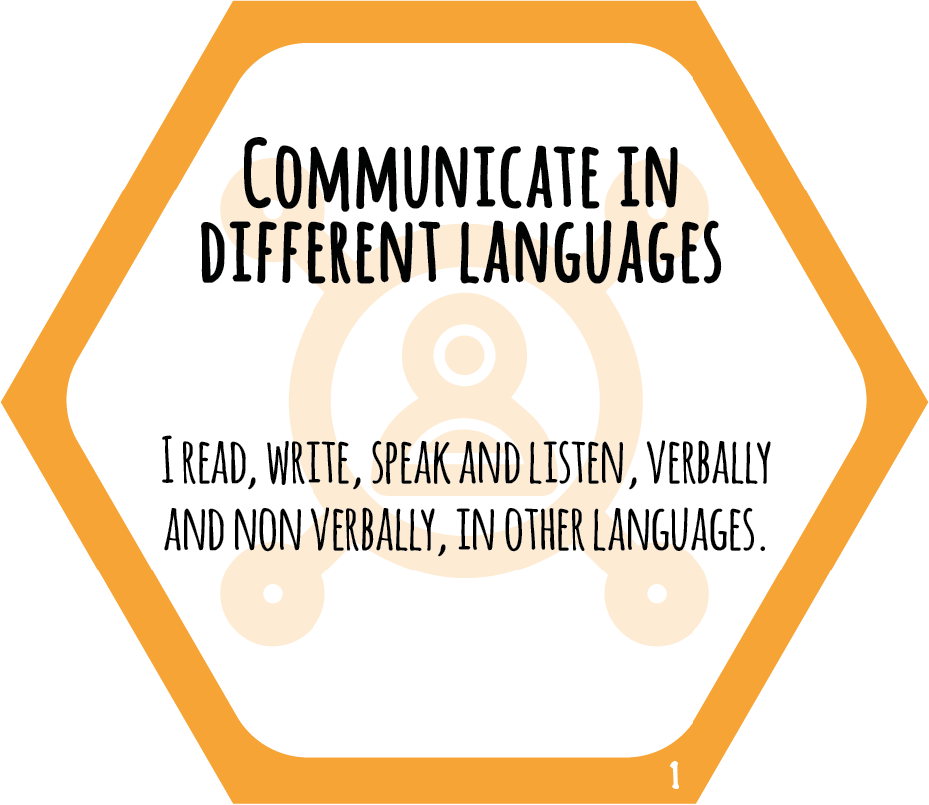 Communicate in
different languages
I read, write, speak and listen, verbally
and non verbally, in other languages.
1